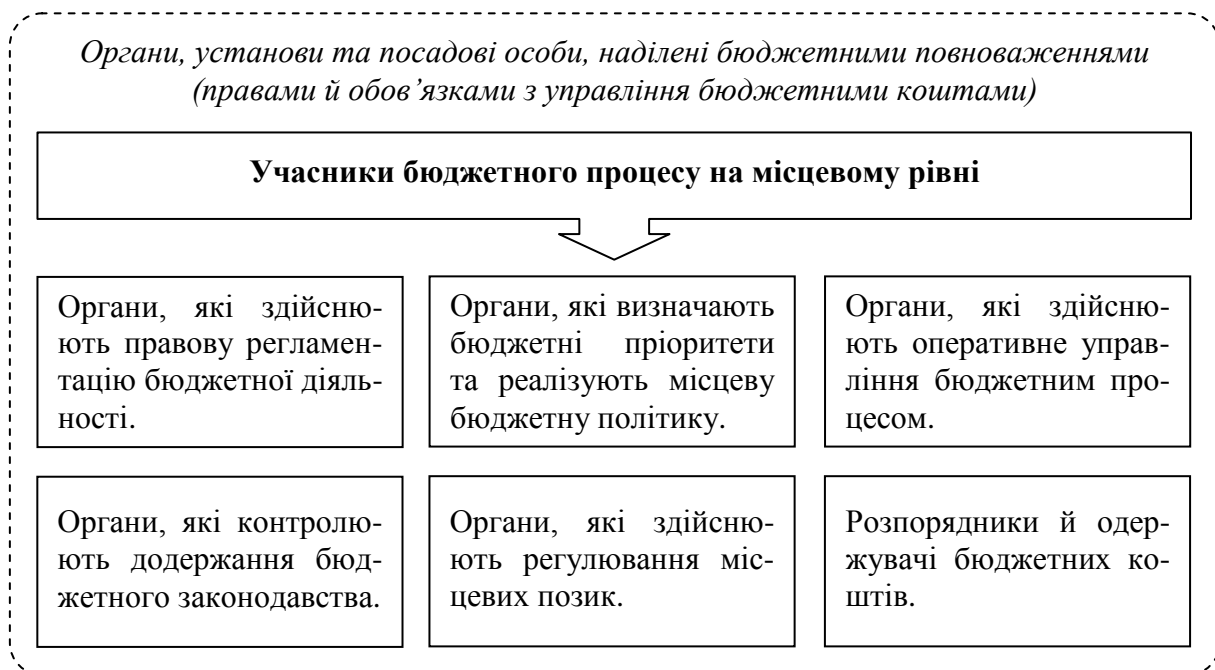 Органи, установи та посадові особи, наділені бюджетними повноваженнями
(правами й обов’язками з управління бюджетними коштами)
Учасники бюджетного процесу на місцевому рівні
Органи, які здійсню-
ють правову регламен-
тацію бюджетної діяль-
ності.
Органи, які визначають
бюджетні пріоритети
та реалізують місцеву
бюджетну політику.
Органи, які здійсню-
ють оперативне управ-
ління бюджетним про-
цесом.
Органи, які контролю-
ють додержання бюд-
жетного законодавства.
Органи, які здійсню-
ють регулювання міс-
цевих позик.
Розпорядники й одер-
жувачі бюджетних ко-
штів.